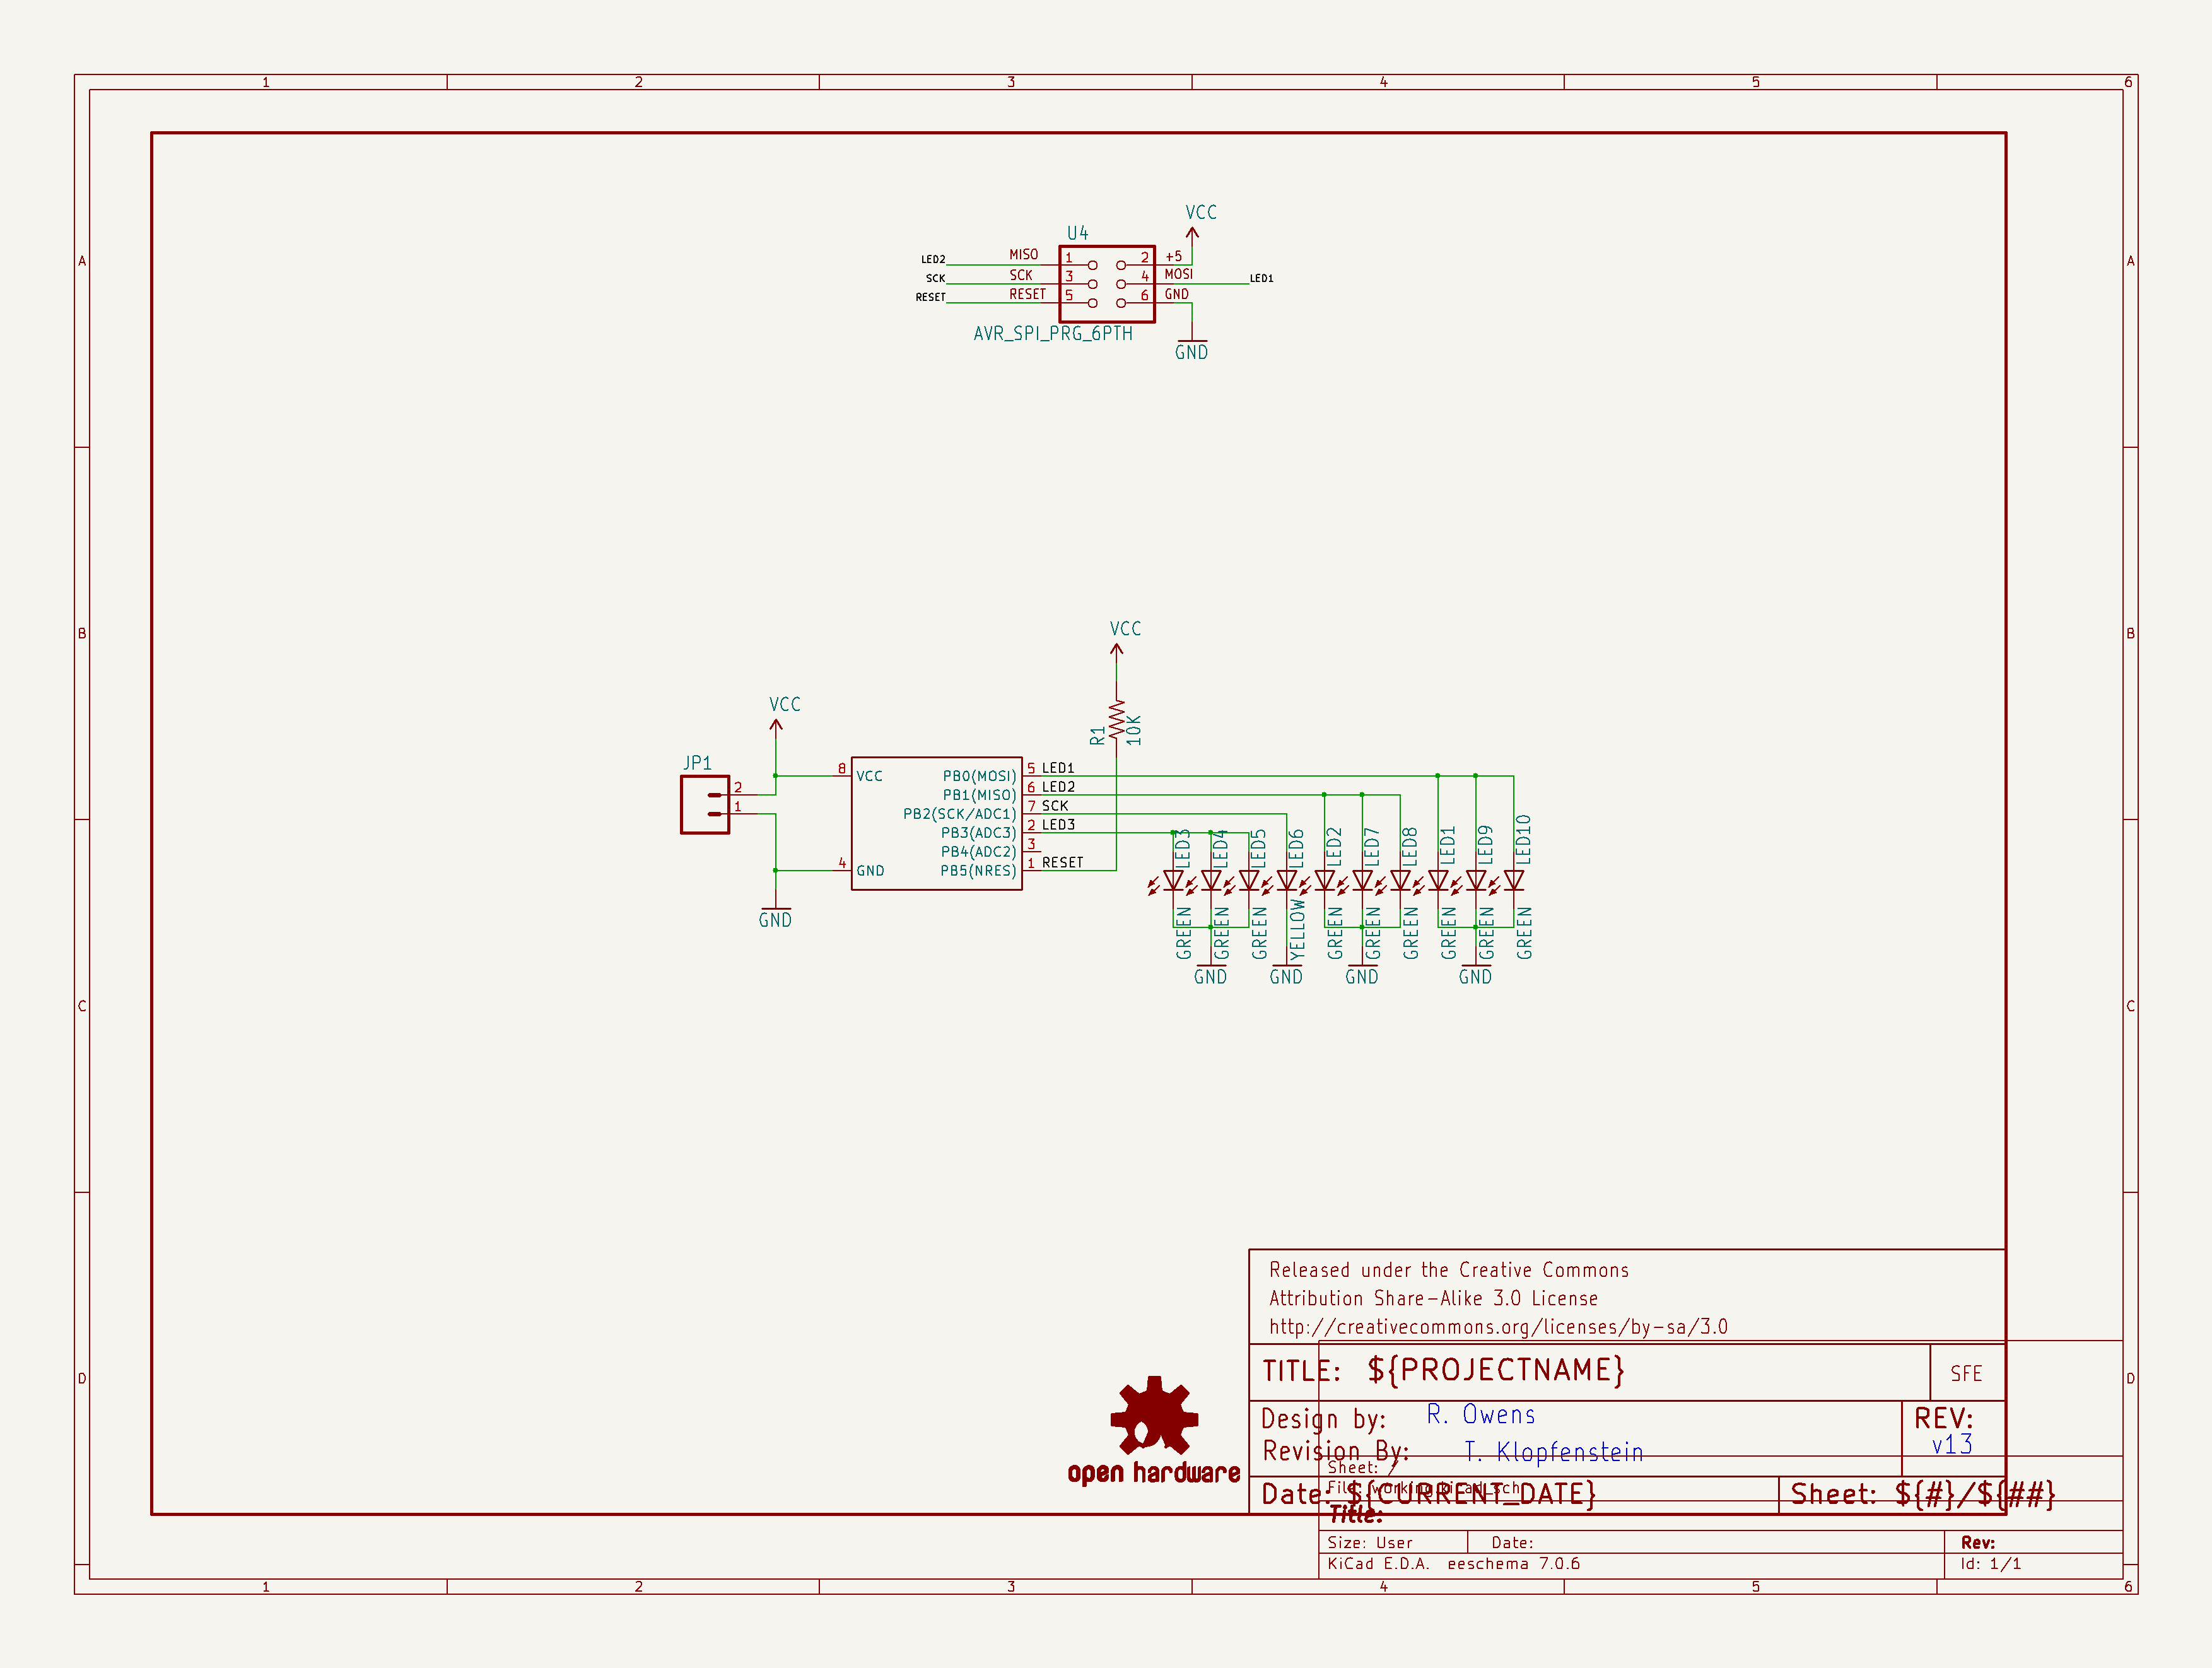 1 2 3 4 5 6
A A
VCC
U4
LED2 MISO 1 2 +5
SCK SCK 3 4 MOSI LED1
RESET RESET 5 6 GND
AVR_SPI_PRG_6PTH
GND
B B
VCC
VCC
R1 10K
JP1
2
1
8 VCC PB0(MOSI) 5 LED1
PB1(MISO) 6 LED2
PB2(SCK/ADC1) 7 SCK
PB3(ADC3) 2 LED3
PB4(ADC2) 3
4 GND PB5(NRES) 1 RESET
GND
LED3 LED4 LED5 LED6 LED2 LED7 LED8 LED1 LED9 LED10
GREEN GREEN GREEN YELLOW GREEN GREEN GREEN GREEN GREEN GREEN
GND GND GND GND
C C
Released under the Creative Commons
Attribution Share-Alike 3.0 License
http://creativecommons.org/licenses/by-sa/3.0
D D
TITLE: ${PROJECTNAME} SFE
Design by: R. Owens REV:
Revision By: T. Klopfenstein v13
open hardware
Sheet: /
File: working.kicad_sch
Date: ${CURRENT_DATE} Sheet: ${#}/${##}
Title:
Size: User Date: Rev:
KiCad E.D.A. eeschema 7.0.6 Id: 1/1
1 2 3 4 5 6